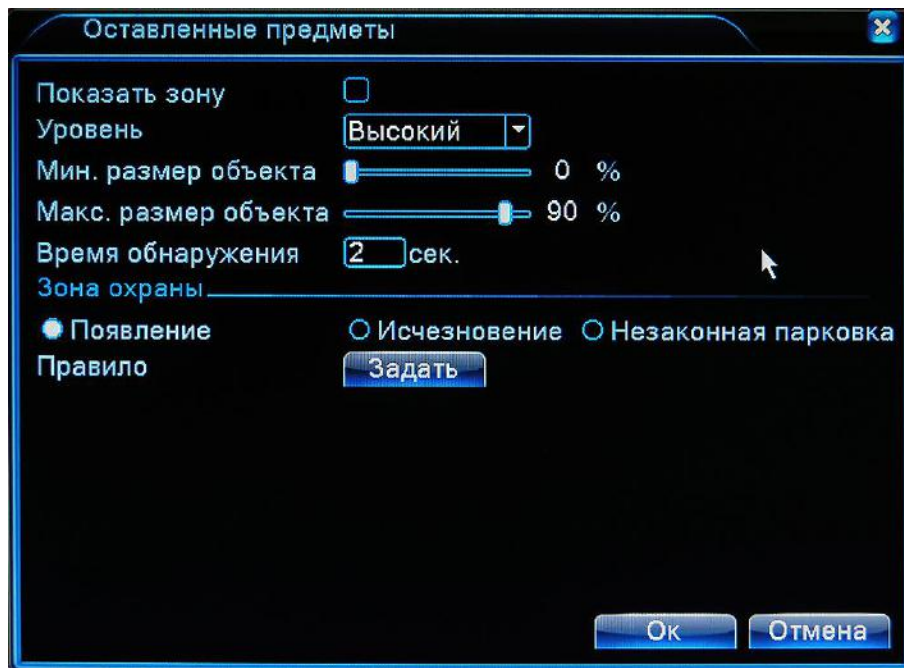 Оставленные предметы
Показать зону
Уровень Высокий
Мин. размер объекта 0 %
Макс. размер объекта 90 %
Время обнаружения 2 сек.
Зона охраны
Появление Исчезновение Незаконная парковка
Правило Задать
Ок Отмена